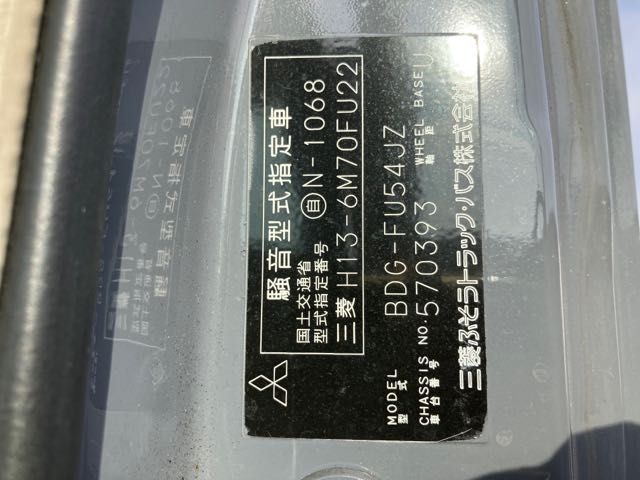 騒音型式指定車
国土交通省
型式指定番号 自N-1068
三菱 H13-6M70FU22
MODEL BDG-FU54JZ
型式
CHASSIS NO. 570393 WHEEL BASE U
車台番号 軸距
三菱ふそうトラック・バス株式会社